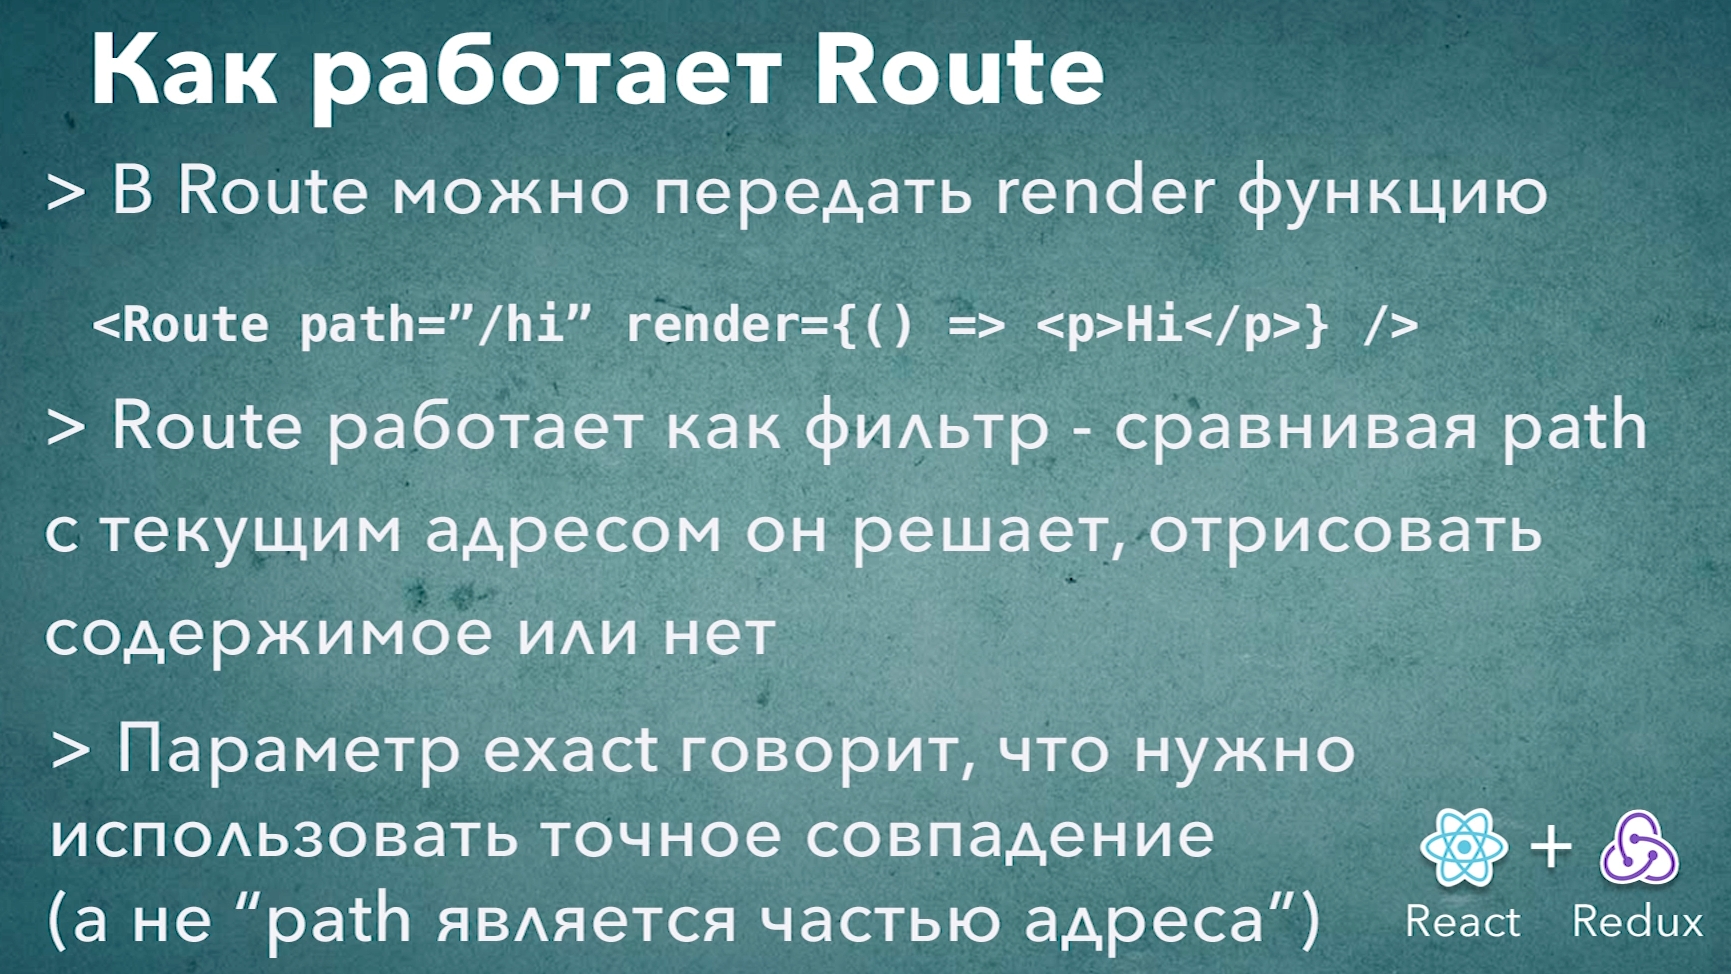 Как работает Route
> В Route можно передать render функцию
<Route path=”/hi” render={() => <p>Hi</p>} />
> Route работает как фильтр - сравнивая path
с текущим адресом он решает, отрисовать
содержимое или нет
> Параметр exact говорит, что нужно
использовать точное совпадение
(а не “path является частью адреса”)
+
React Redux